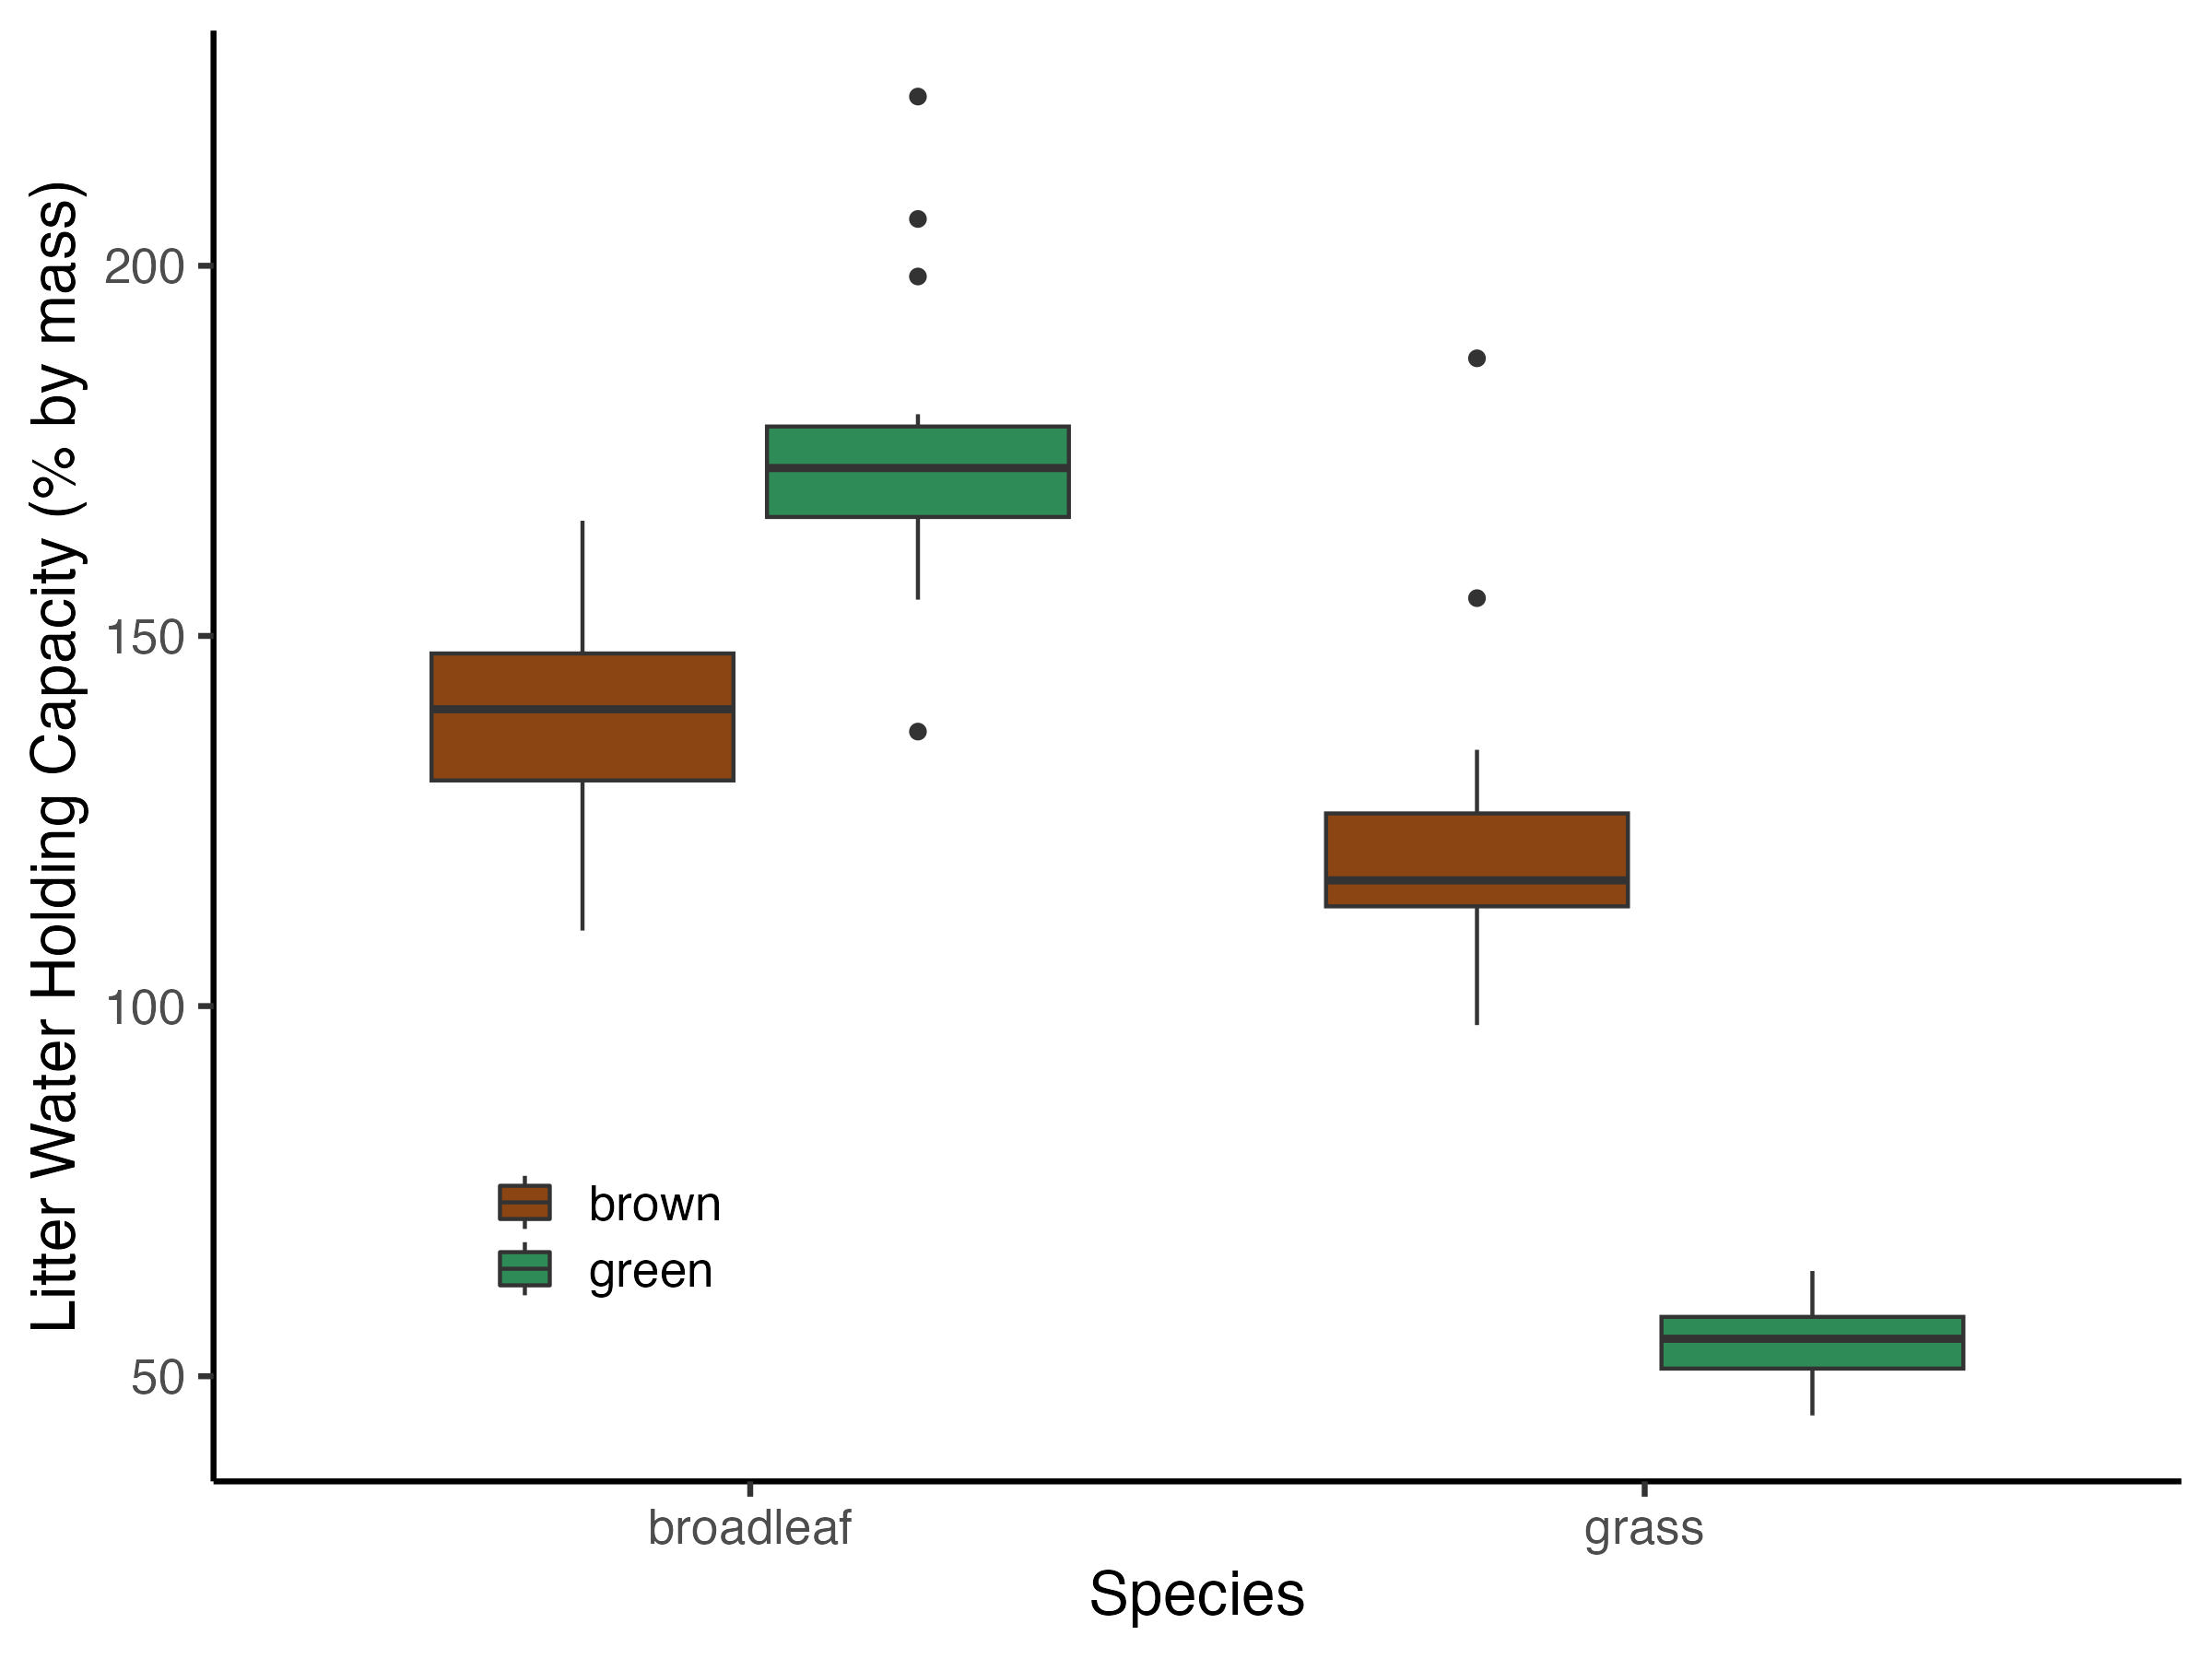 Litter Water Holding Capacity (% by mass)
200
150
100
50
brown
green
broadleaf
grass
Species